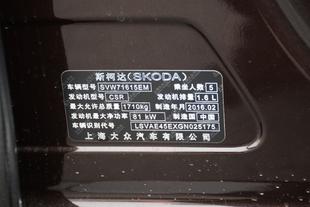 斯柯达(SKODA)
车辆型号 SVW71615EM 乘坐人数 5
发动机型号 CSR 发动机排量 1.6 L
最大允许总质量 1710kg 制造年月 2016.02
发动机最大净功率 81 kW 制造国 中国
车辆识别代号 LSVAE45EXGN025175
上海大众汽车有限公司